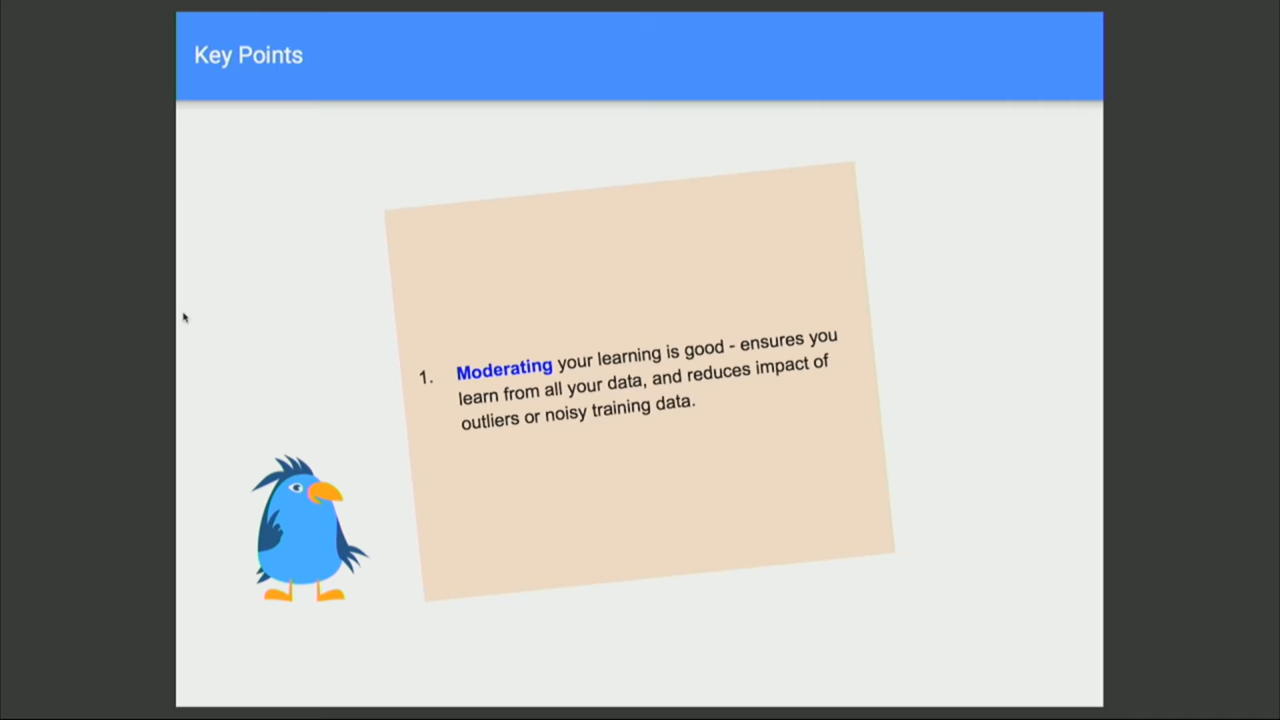 Key Points
1. Moderating your learning is good - ensures you
learn from all your data, and reduces impact of
outliers or noisy training data.